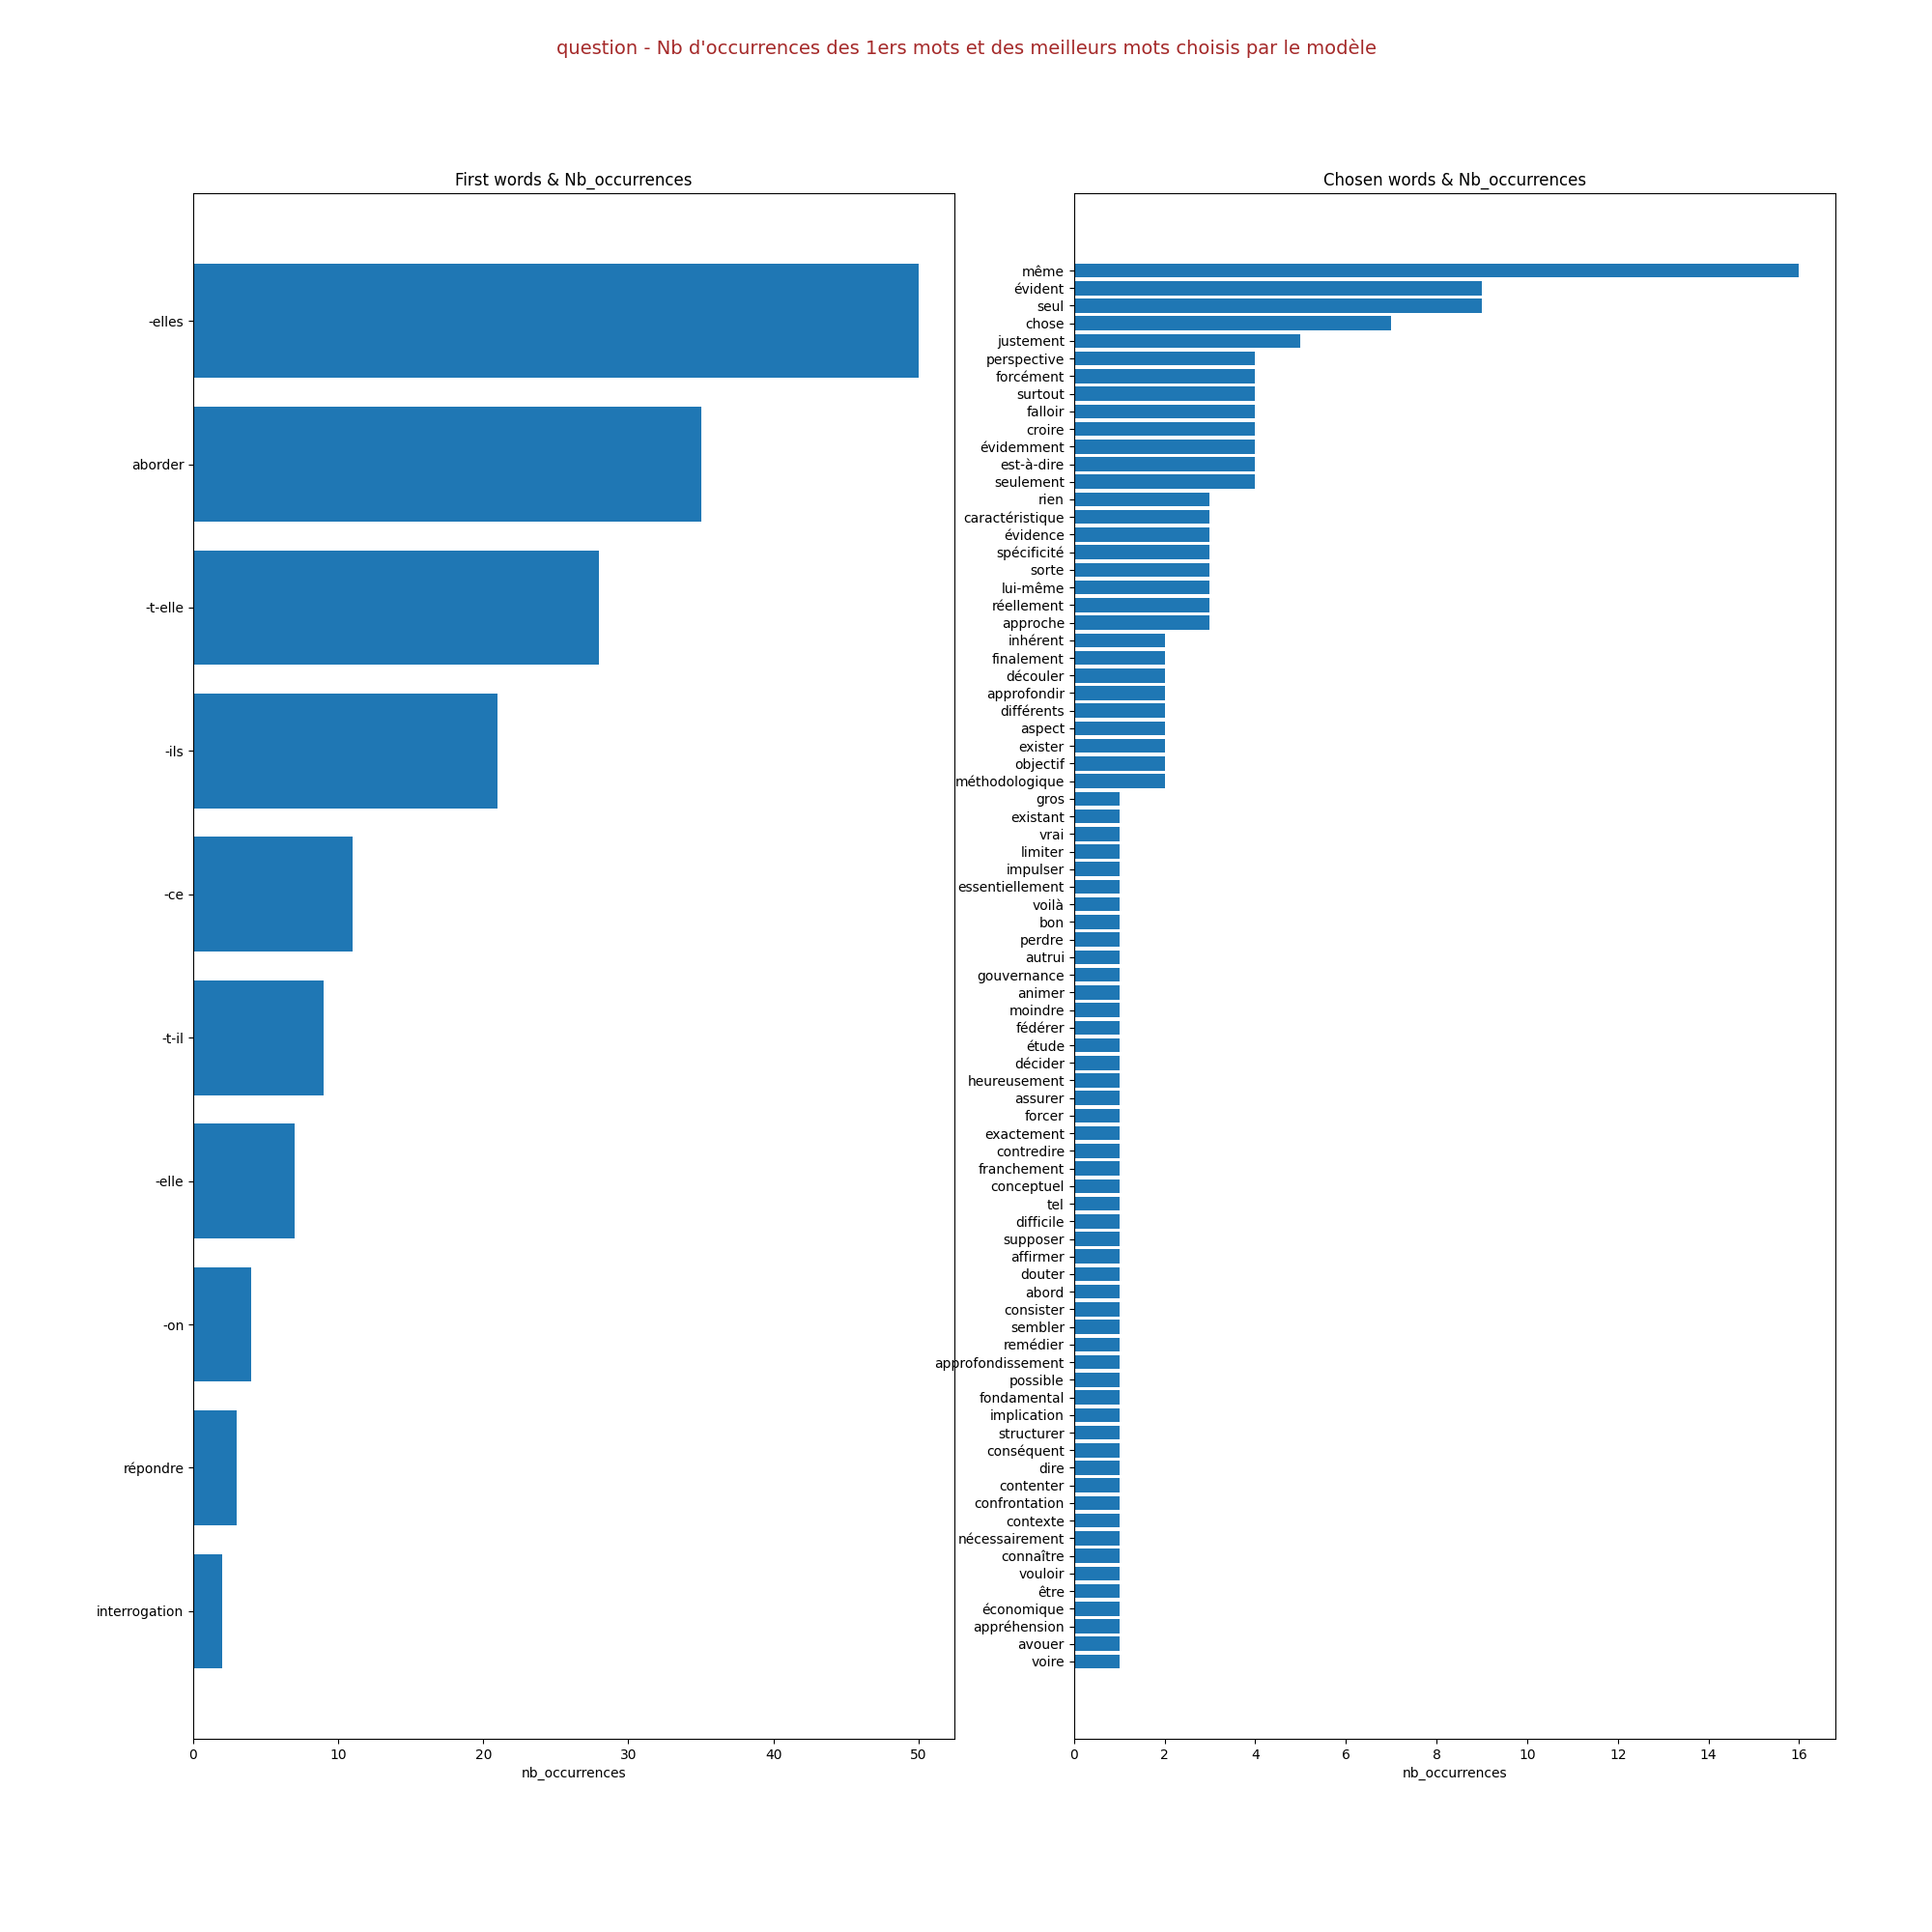 question - Nb d'occurrences des 1ers mots et des meilleurs mots choisis par le modèle
First words & Nb_occurrences
-elles
aborder
-t-elle
-ils
-ce
-t-il
-elle
-on
répondre
interrogation
0 10 20 30 40 50
nb_occurrences
Chosen words & Nb_occurrences
même
évident
seul
chose
justement
perspective
forcément
surtout
falloir
croire
évidemment
est-à-dire
seulement
rien
caractéristique
évidence
spécificité
sorte
lui-même
réellement
approche
inhérent
finalement
découler
approfondir
différents
aspect
exister
objectif
méthodologique
gros
existant
vrai
limiter
impulser
essentiellement
voilà
bon
perdre
autrui
gouvernance
animer
moindre
fédérer
étude
décider
heureusement
assurer
forcer
exactement
contredire
franchement
conceptuel
tel
difficile
supposer
affirmer
douter
abord
consister
sembler
remédier
approfondissement
possible
fondamental
implication
structurer
conséquent
dire
contenter
confrontation
contexte
nécessairement
connaître
vouloir
être
économique
appréhension
avouer
voire
0 2 4 6 8 10 12 14 16
nb_occurrences